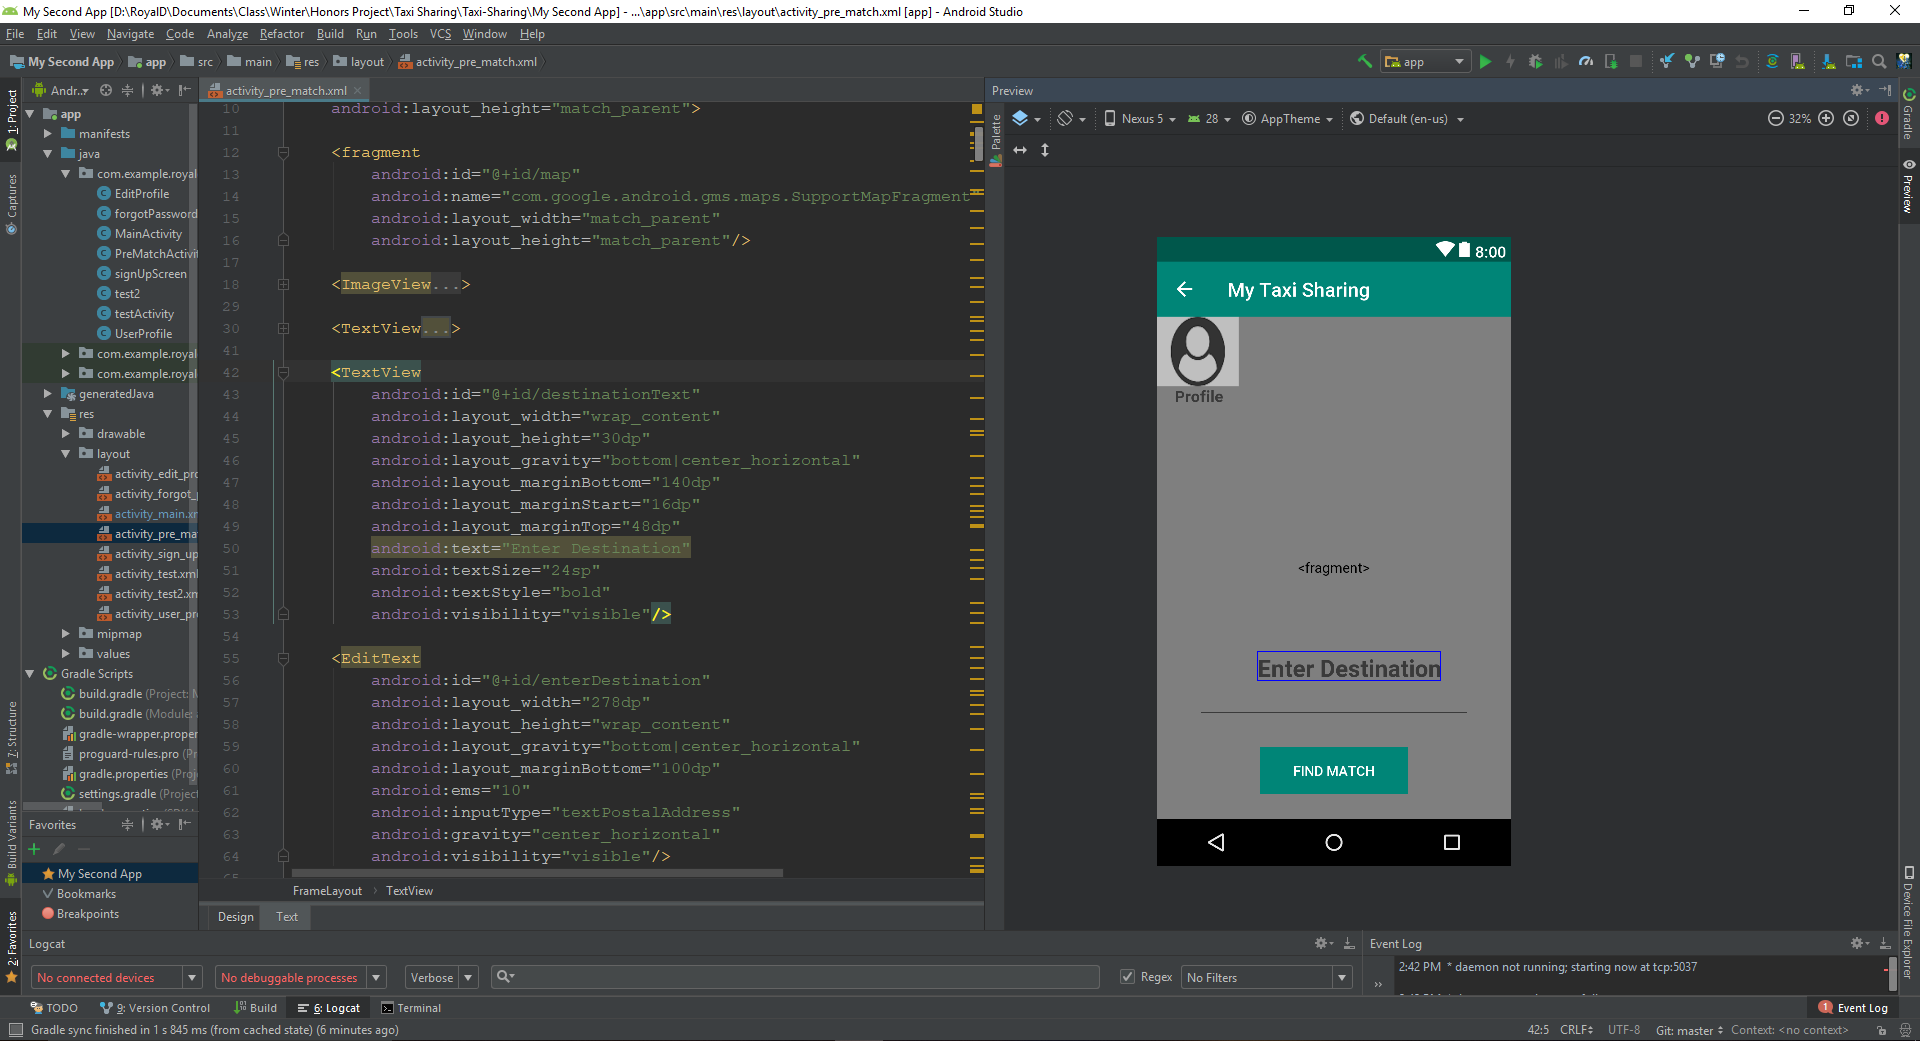 My Second App [D:\RoyalD\Documents\Class\Winter\Honors Project\Taxi Sharing\Taxi-Sharing\My Second App] - ...\app\src\main\res\layout\activity_pre_match.xml [app] - Android Studio
File Edit View Navigate Code Analyze Refactor Build Run Tools VCS Window Help
My Second App app src main res layout activity_pre_match.xml app
Andr... activity_pre_match.xml Preview
1: Project
Captures
7: Structure
Build Variants
2: Favorites
app
manifests
java
com.example.royal
EditProfile
forgotPassword
MainActivity
PreMatchActivit
signUpScreen
test2
testActivity
UserProfile
com.example.royal
com.example.royal
generatedJava
res
drawable
layout
activity_edit_pro
activity_forgot_p
activity_main.xm
activity_pre_mat
activity_sign_up
activity_test.xml
activity_test2.xm
activity_user_pro
mipmap
values
Gradle Scripts
build.gradle (Project: M
build.gradle (Module:
gradle-wrapper.proper
proguard-rules.pro (Pr
gradle.properties (Proj
settings.gradle (Project
Favorites
My Second App
Bookmarks
Breakpoints
10 android:layout_height="match_parent">
11
12 <fragment
13 android:id="@+id/map"
14 android:name="com.google.android.gms.maps.SupportMapFragment"
15 android:layout_width="match_parent"
16 android:layout_height="match_parent"/>
17
18 <ImageView...>
29
30 <TextView...>
41
42 <TextView
43 android:id="@+id/destinationText"
44 android:layout_width="wrap_content"
45 android:layout_height="30dp"
46 android:layout_gravity="bottom|center_horizontal"
47 android:layout_marginBottom="140dp"
48 android:layout_marginStart="16dp"
49 android:layout_marginTop="48dp"
50 android:text="Enter Destination"
51 android:textSize="24sp"
52 android:textStyle="bold"
53 android:visibility="visible"/>
54
55 <EditText
56 android:id="@+id/enterDestination"
57 android:layout_width="278dp"
58 android:layout_height="wrap_content"
59 android:layout_gravity="bottom|center_horizontal"
60 android:layout_marginBottom="100dp"
61 android:ems="10"
62 android:inputType="textPostalAddress"
63 android:gravity="center_horizontal"
64 android:visibility="visible"/>
FrameLayout TextView
Design Text
Palette
Nexus 5 28 AppTheme Default (en-us) 32%
8:00
My Taxi Sharing
Profile
<fragment>
Enter Destination
FIND MATCH
Gradle
Preview
Device File Explorer
Logcat
No connected devices No debuggable processes Verbose Regex No Filters
Event Log
2:42 PM * daemon not running; starting now at tcp:5037
TODO 9: Version Control Build 6: Logcat Terminal 1 Event Log
Gradle sync finished in 1 s 845 ms (from cached state) (6 minutes ago) 42:5 CRLF UTF-8 Git: master Context: <no context>